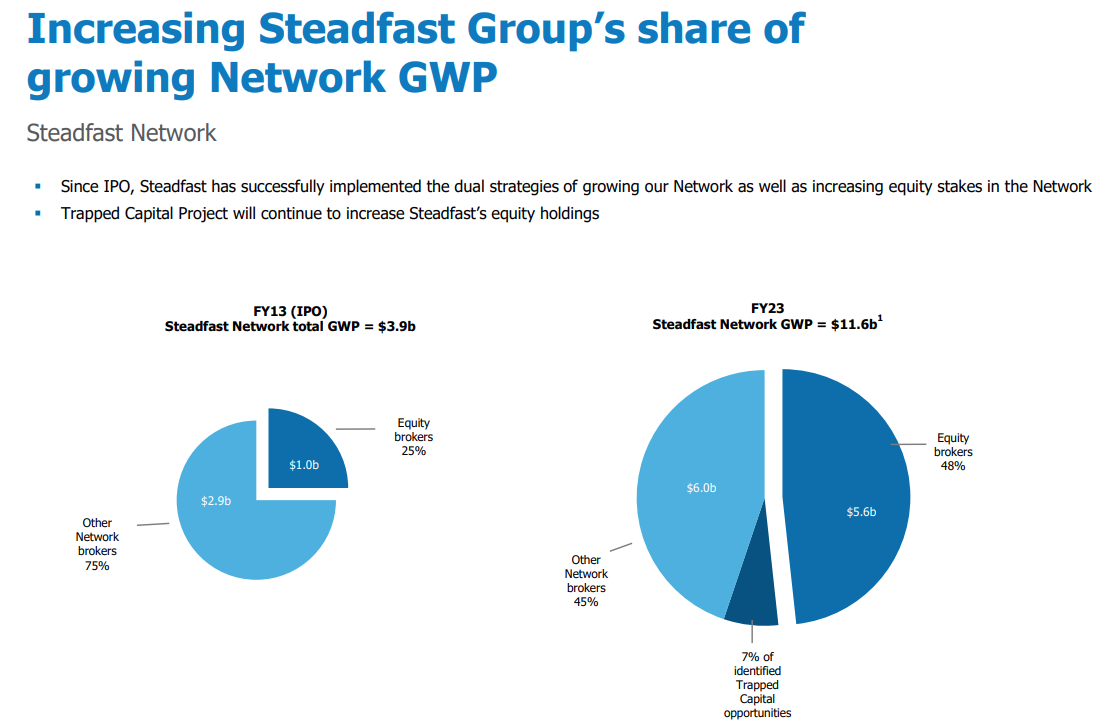 Increasing Steadfast Group’s share of
growing Network GWP
Steadfast Network
▪ Since IPO, Steadfast has successfully implemented the dual strategies of growing our Network as well as increasing equity stakes in the Network
▪ Trapped Capital Project will continue to increase Steadfast’s equity holdings
FY13 (IPO)
Steadfast Network total GWP = $3.9b
Equity
brokers
25%
$1.0b
$2.9b
Other
Network
brokers
75%
FY23
Steadfast Network GWP = $11.6b¹
Equity
brokers
48%
$6.0b
$5.6b
Other
Network
brokers
45%
7% of
identified
Trapped
Capital
opportunities